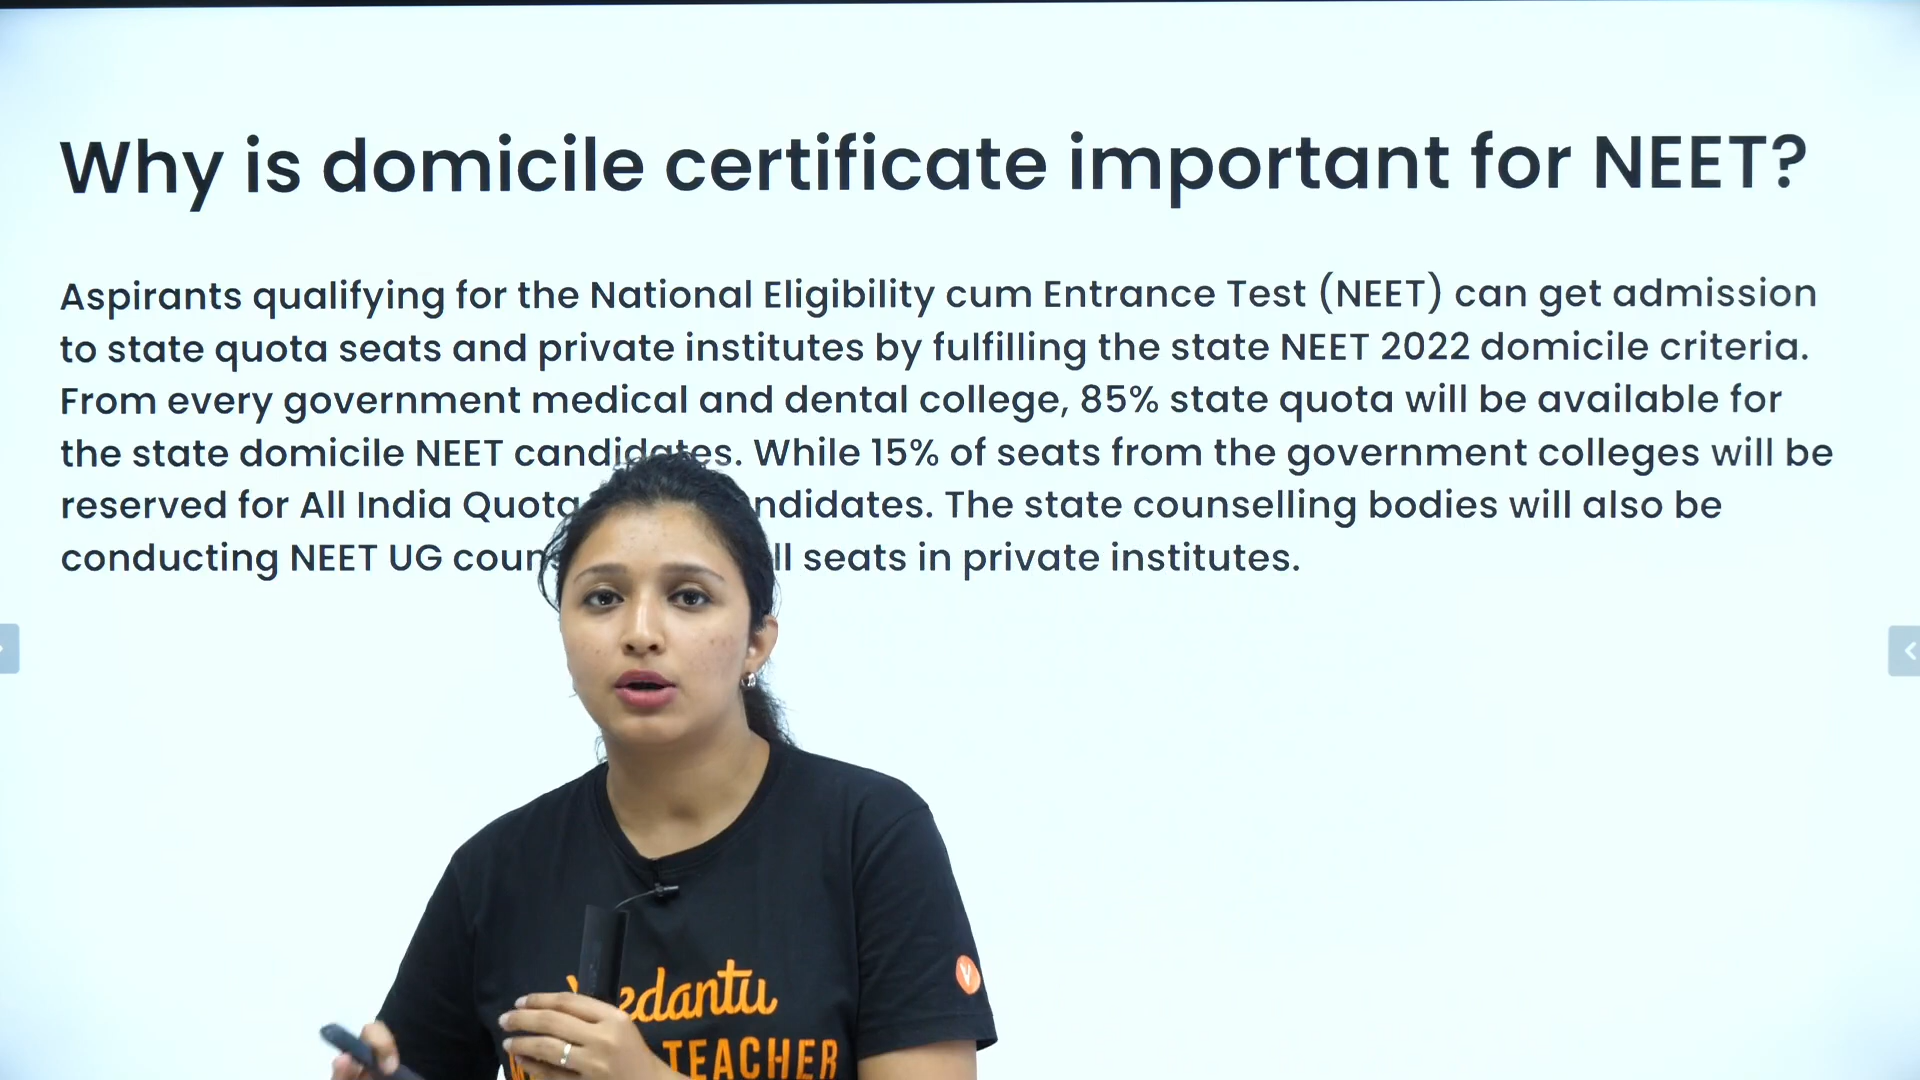 Why is domicile certificate important for NEET?
Aspirants qualifying for the National Eligibility cum Entrance Test (NEET) can get admission
to state quota seats and private institutes by fulfilling the state NEET 2022 domicile criteria.
From every government medical and dental college, 85% state quota will be available for
the state domicile NEET candidates. While 15% of seats from the government colleges will be
reserved for All India Quota
. The state counselling bodies will also be
conducting NEET UG seats in private institutes.
V
TEACHER